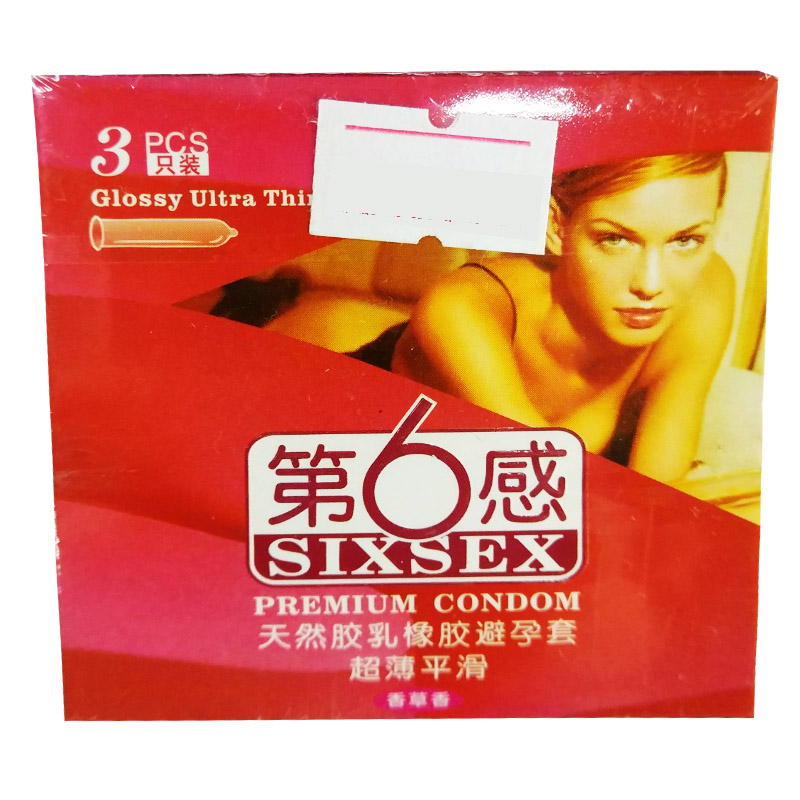 3 PCS
只装
Glossy Ultra
第6感
SIXSEX
PREMIUM CONDOM
天然胶乳橡胶避孕套
超薄平滑
香草香